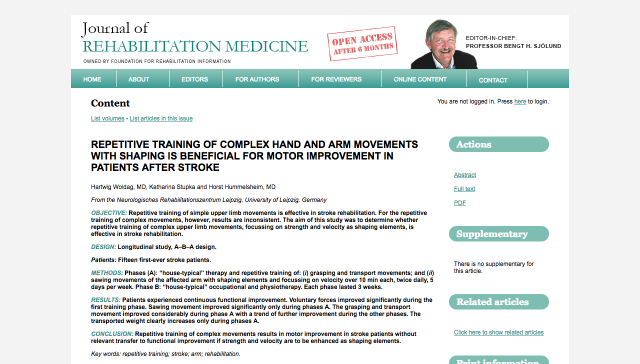 Journal of
REHABILITATION MEDICINE
OWNED BY FOUNDATION FOR REHABILITATION INFORMATION
OPEN ACCESS
AFTER 6 MONTHS
EDITOR-IN-CHIEF:
PROFESSOR BENGT H. SJÖLUND
HOME ABOUT EDITORS FOR AUTHORS FOR REVIEWERS ONLINE CONTENT CONTACT
Content
You are not logged in. Press here to login.
List volumes - List articles in this issue
REPETITIVE TRAINING OF COMPLEX HAND AND ARM MOVEMENTS
WITH SHAPING IS BENEFICIAL FOR MOTOR IMPROVEMENT IN
PATIENTS AFTER STROKE
Hartwig Woldag, MD, Katharina Stupka and Horst Hummelsheim, MD
From the Neurologisches Rehabilitationszentrum Leipzig, University of Leipzig, Germany
OBJECTIVE: Repetitive training of simple upper limb movements is effective in stroke rehabilitation. For the repetitive
training of complex movements, however, results are inconsistent. The aim of this study was to determine whether
repetitive training of complex upper limb movements, focussing on strength and velocity as shaping elements, is
effective in stroke rehabilitation.
DESIGN: Longitudinal study, A–B–A design.
Patients: Fifteen first-ever stroke patients.
METHODS: Phases (A): "house-typical" therapy and repetitive training of: (i) grasping and transport movements; and (ii)
sawing movements of the affected arm with shaping elements and focussing on velocity over 10 min each, twice daily, 5
days per week. Phase B: "house-typical" occupational and physiotherapy. Each phase lasted 3 weeks.
RESULTS: Patients experienced continuous functional improvement. Voluntary forces improved significantly during the
first training phase. Sawing movement improved significantly only during phases A. The grasping and transport
movement improved considerably during phase A with a trend of further improvement during the other phases. The
transported weight clearly increases only during phases A.
CONCLUSION: Repetitive training of complex movements results in motor improvement in stroke patients without
relevant transfer to functional improvement if strength and velocity are to be enhanced as shaping elements.
Key words: repetitive training; stroke; arm; rehabilitation.
Actions
Abstract
Full text
PDF
Supplementary
There is no supplementary for
this article.
Related articles
Click here to show related articles
Print information